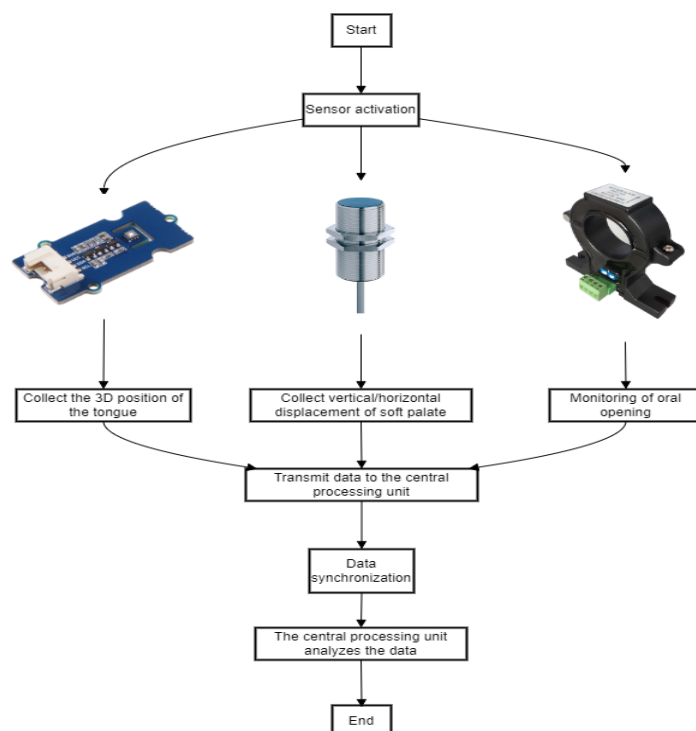 Start
Sensor activation
Collect the 3D position of
the tongue
Collect vertical/horizontal
displacement of soft palate
Monitoring of oral
opening
Transmit data to the central
processing unit
Data
synchronization
The central processing unit
analyzes the data
End